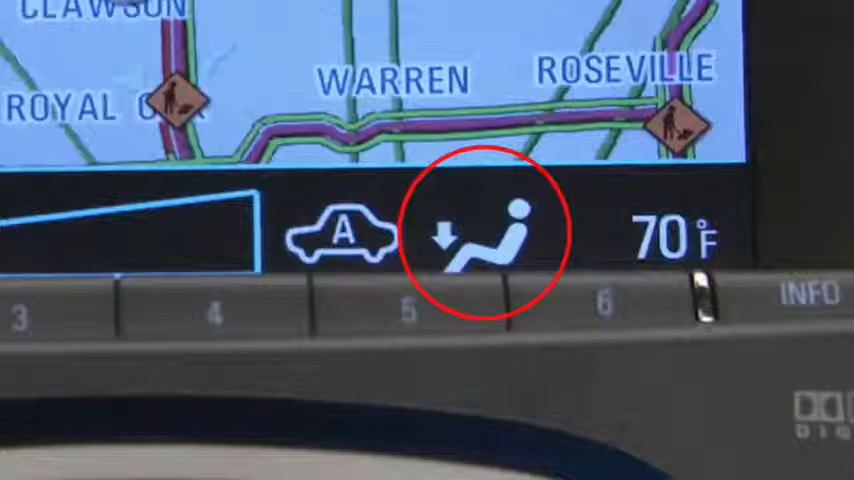 CLAWSON
WARREN
ROSEVILLE
ROYAL
A
70°F
3
4
5
6
INFO